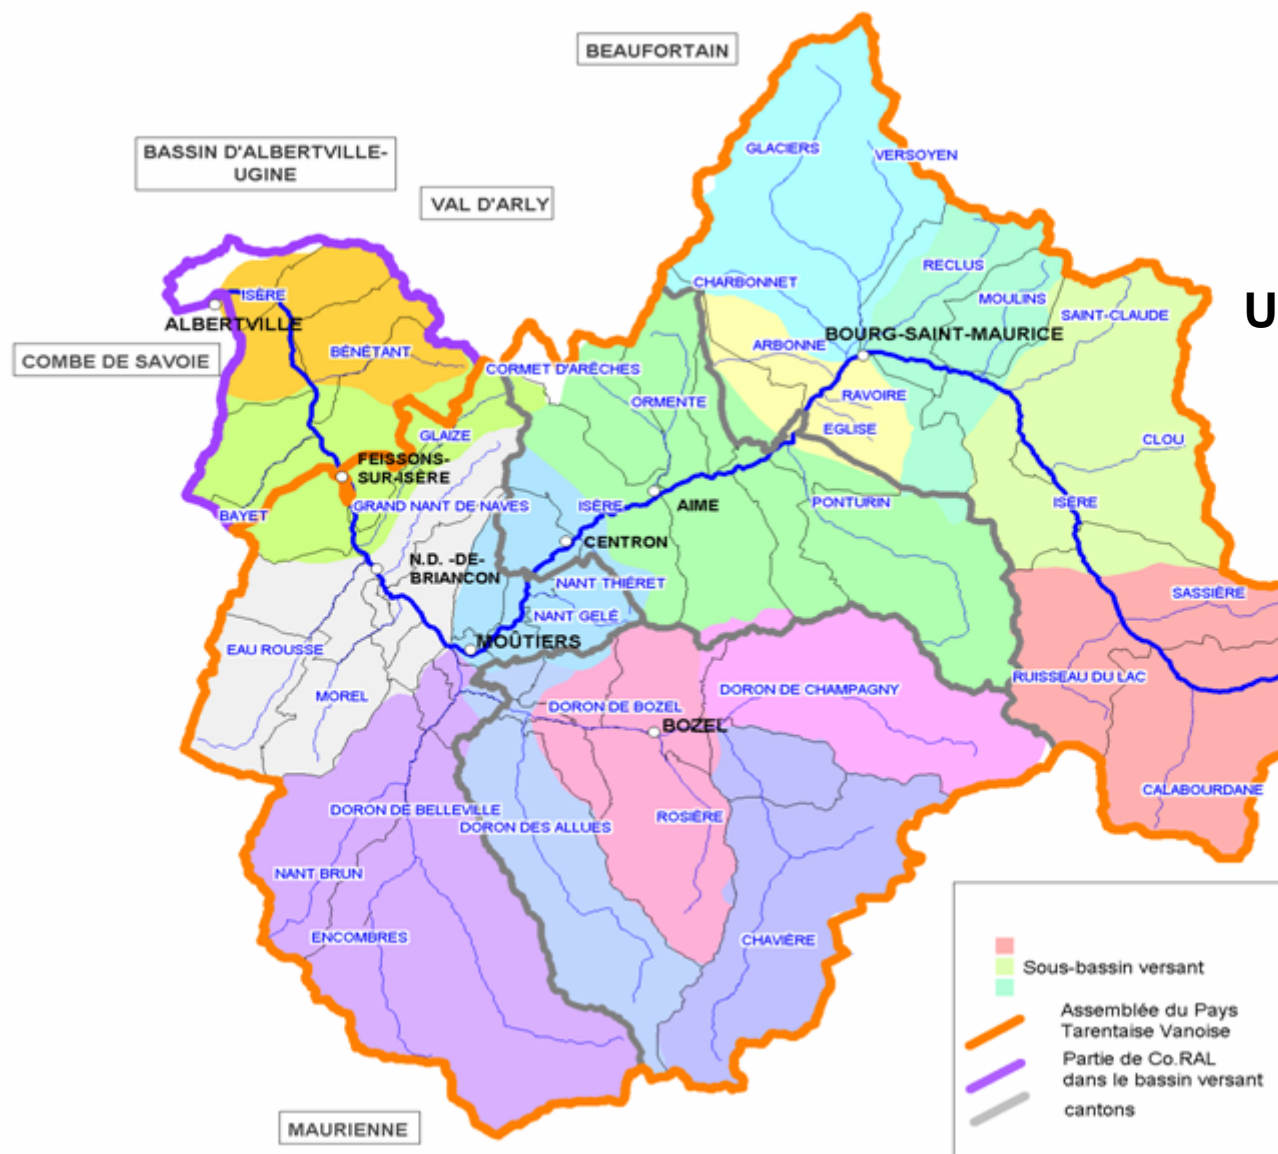 BEAUFORTAIN
BASSIN D'ALBERTVILLE-
UGINE
VAL D'ARLY
GLACIERS
VERSOYEN
RECLUS
CHARBONNET
MOULINS
SAINT-CLAUDE
U
ISÈRE
ALBERTVILLE
COMBE DE SAVOIE
BÉNÉTANT
CORMET D'ARÊCHES
ORMENTE
ARBONNE
BOURG-SAINT-MAURICE
RAVOIRE
EGLISE
CLOU
GLAIZE
FEISSONS-
SUR-ISÈRE
BAYET
GRAND NANT DE NAVES
ISÈRE
AIME
PONTURIN
ISÈRE
CENTRON
N.D. -DE-
BRIANCON
NANT THIÉRET
NANT GELÉ
SASSIÈRE
EAU ROUSSE
MOÛTIERS
MOREL
DORON DE BOZEL
BOZEL
DORON DE CHAMPAGNY
RUISSEAU DU LAC
CALABOURDANE
DORON DE BELLEVILLE
DORON DES ALLUES
ROSIÈRE
NANT BRUN
ENCOMBRES
CHAVIÈRE
MAURIENNE
Sous-bassin versant
Assemblée du Pays
Tarentaise Vanoise
Partie de Co.RAL
dans le bassin versant
cantons